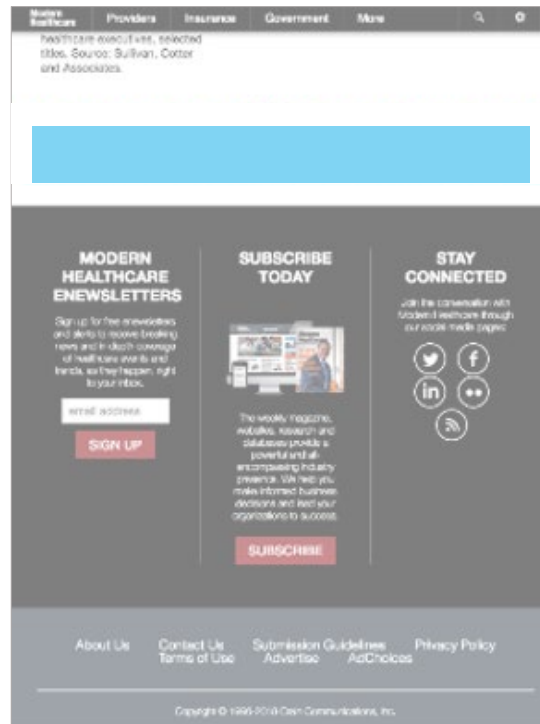 Modern Healthcare
Providers
Insurance
Government
More
healthcare executives, selected
titles. Source: Sullivan, Cotter
and Associates.
MODERN
HEALTHCARE
ENEWSLETTERS
Sign up for free enewsletters
and alerts to receive breaking
news and in-depth coverage
of healthcare events and
trends, as they happen, right
to your inbox.
email address
SIGN UP
SUBSCRIBE
TODAY
The weekly magazine,
websites, research and
databases provide a
powerful and all-
encompassing industry
presence. We help you
make informed business
decisions and lead your
organizations to success.
SUBSCRIBE
STAY
CONNECTED
Join the conversation with
Modern Healthcare through
our social media pages:
in
About Us Contact Us Submission Guidelines Privacy Policy
Terms of Use Advertise AdChoices
Copyright © 1996-2018 Crain Communications, Inc.